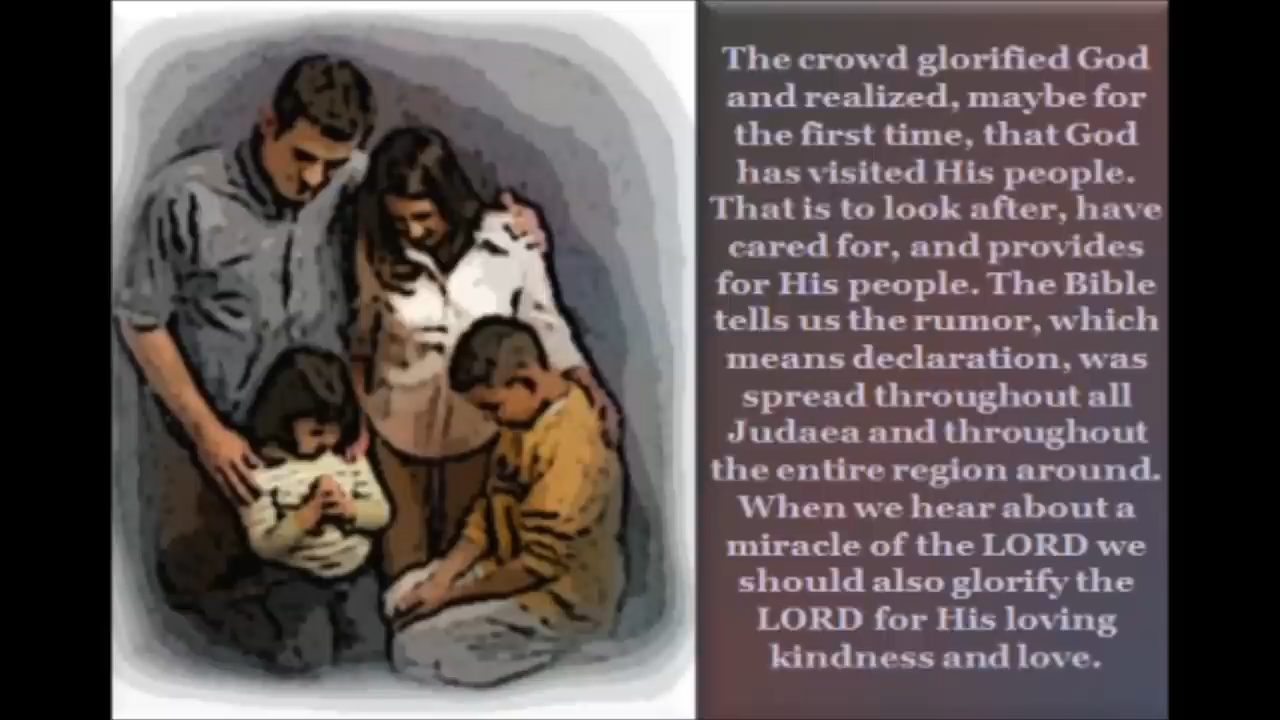 The crowd glorified God
and realized, maybe for
the first time, that God
has visited His people.
That is to look after, have
cared for, and provides
for His people. The Bible
tells us the rumor, which
means declaration, was
spread throughout all
Judaea and throughout
the entire region around.
When we hear about a
miracle of the LORD we
should also glorify the
LORD for His loving
kindness and love.